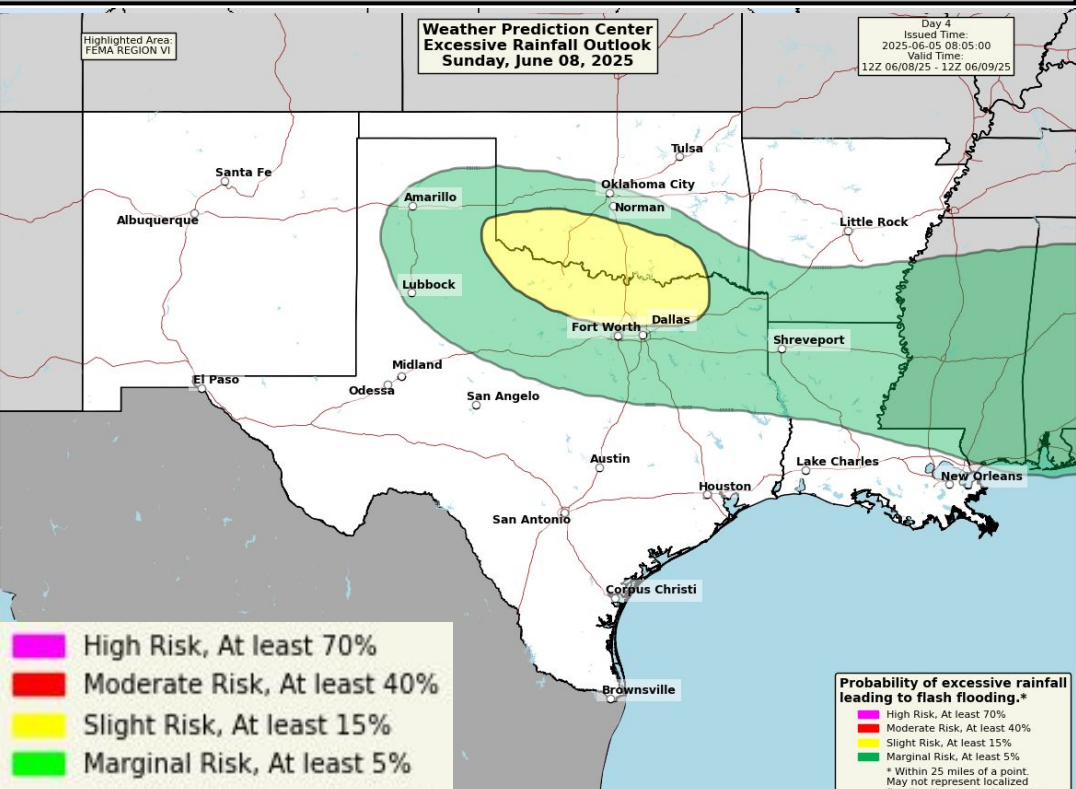 Highlighted Area:
FEMA REGION VI
Weather Prediction Center
Excessive Rainfall Outlook
Sunday, June 08, 2025
Day 4
Issued Time:
2025-06-05 08:05:00
Valid Time:
12Z 06/08/25 - 12Z 06/09/25
Tulsa
Santa Fe
Oklahoma City
Amarillo
Norman
Albuquerque
Little Rock
Lubbock
Dallas
Fort Worth
Shreveport
Midland
El Paso
Odessa
San Angelo
Austin
Lake Charles
New Orleans
Houston
San Antonio
Corpus Christi
Brownsville
High Risk, At least 70%
Moderate Risk, At least 40%
Slight Risk, At least 15%
Marginal Risk, At least 5%
Probability of excessive rainfall
leading to flash flooding.*
High Risk, At least 70%
Moderate Risk, At least 40%
Slight Risk, At least 15%
Marginal Risk, At least 5%
* Within 25 miles of a point.
May not represent localized